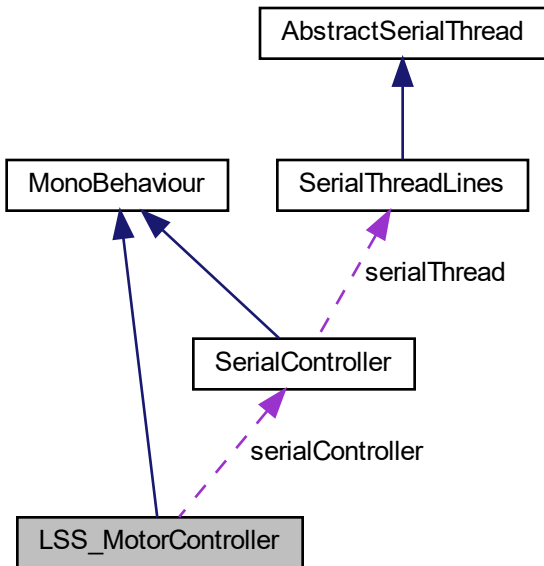 AbstractSerialThread
MonoBehaviour
SerialThreadLines
serialThread
SerialController
serialController
LSS_MotorController